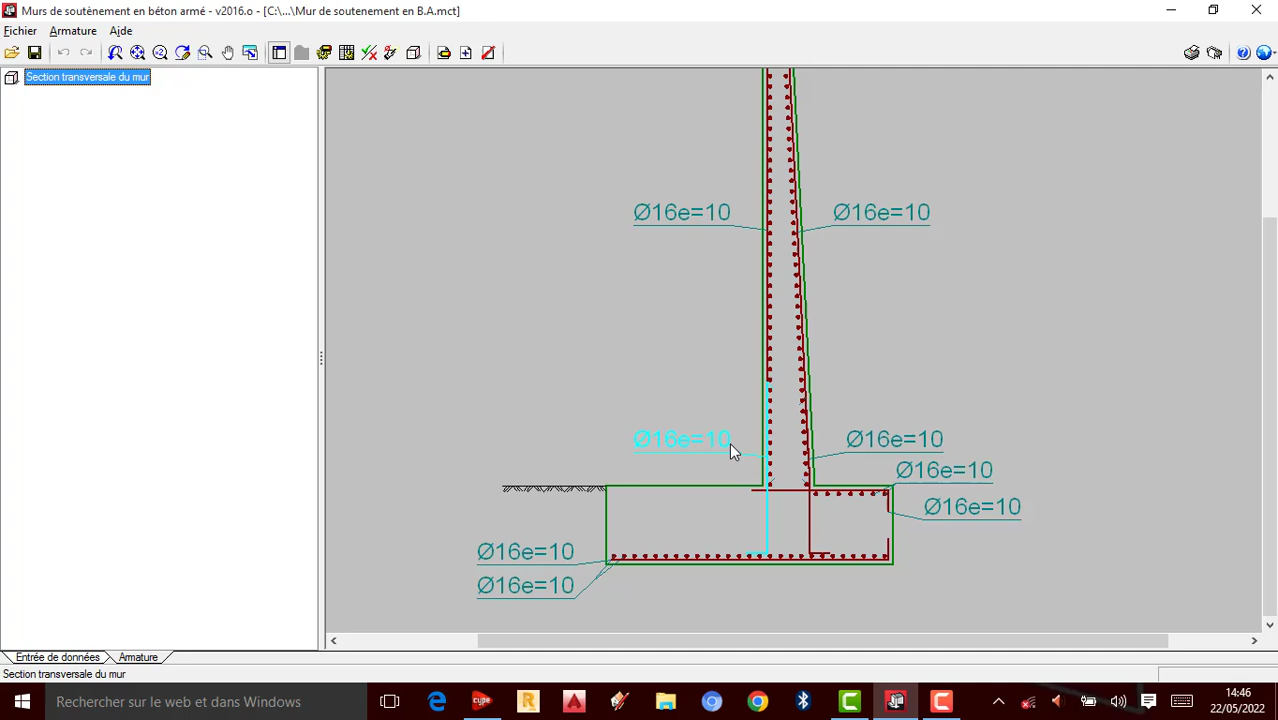 Murs de soutènement en béton armé - v2016.o - [C:\...\Mur de soutenement en B.A.mct]
Fichier Armature Aide
Section transversale du mur
Ø16e=10 Ø16e=10
Ø16e=10 Ø16e=10
Ø16e=10
Ø16e=10
Ø16e=10
Ø16e=10
Entrée de données Armature
Section transversale du mur
Rechercher sur le web et dans Windows
14:46
22/05/2022